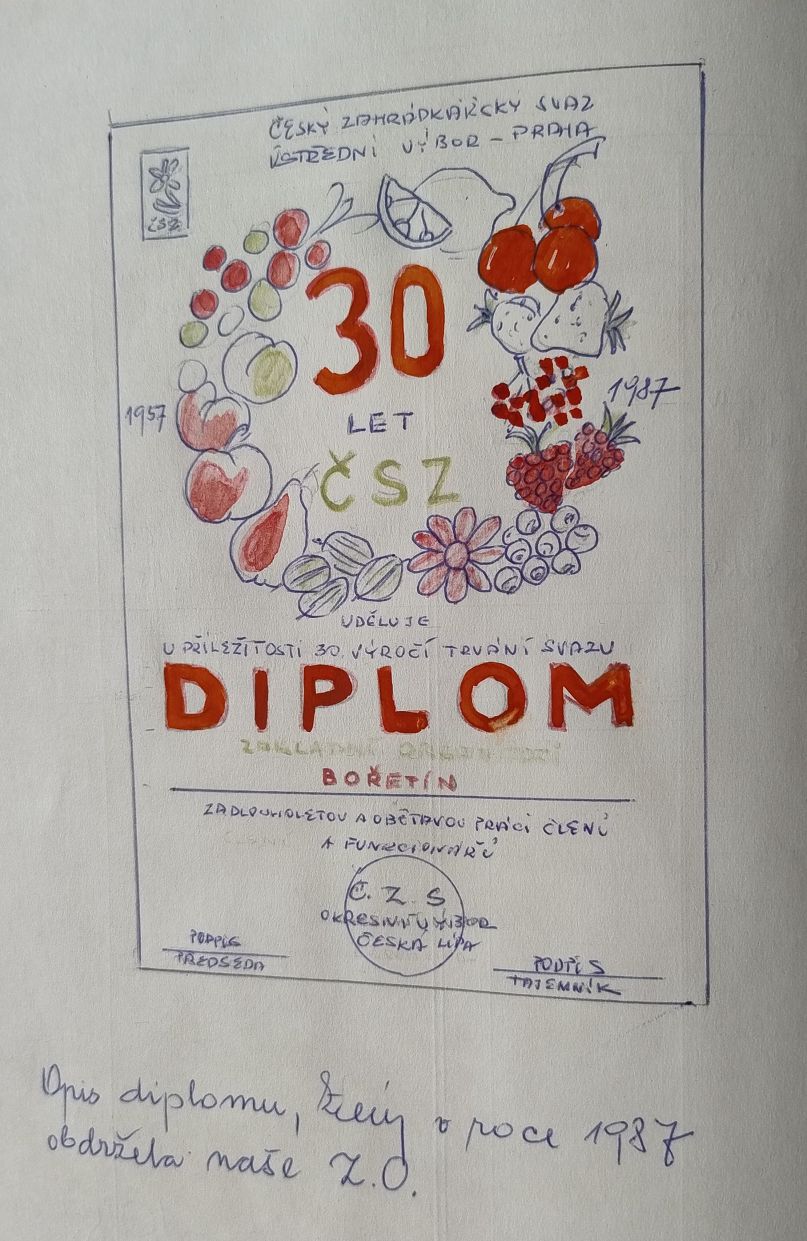 ČESKÝ ZAHRÁDKÁŘSKÝ SVAZ
ÚSTŘEDNÍ VÝBOR – PRAHA
ČSZ
30
1957
1987
LET
ČSZ
UDĚLUJE
U PŘÍLEŽITOSTI 30. VÝROČÍ TRVÁNÍ SVAZU
DIPLOM
ZÁKLADNÍ ORGANIZACI
BOŘETÍN
ZA DLOUHOLETOU A OBĚTAVOU PRÁCI ČLENŮ
A FUNKCIONÁŘŮ
Č. Z. S
OKRESNÍ VÝBOR
ČESKÁ LÍPA
PODPIS
PŘEDSEDA
PODPIS
TAJEMNÍK
Opis diplomu, který v roce 1987
obdržela naše Z.O.